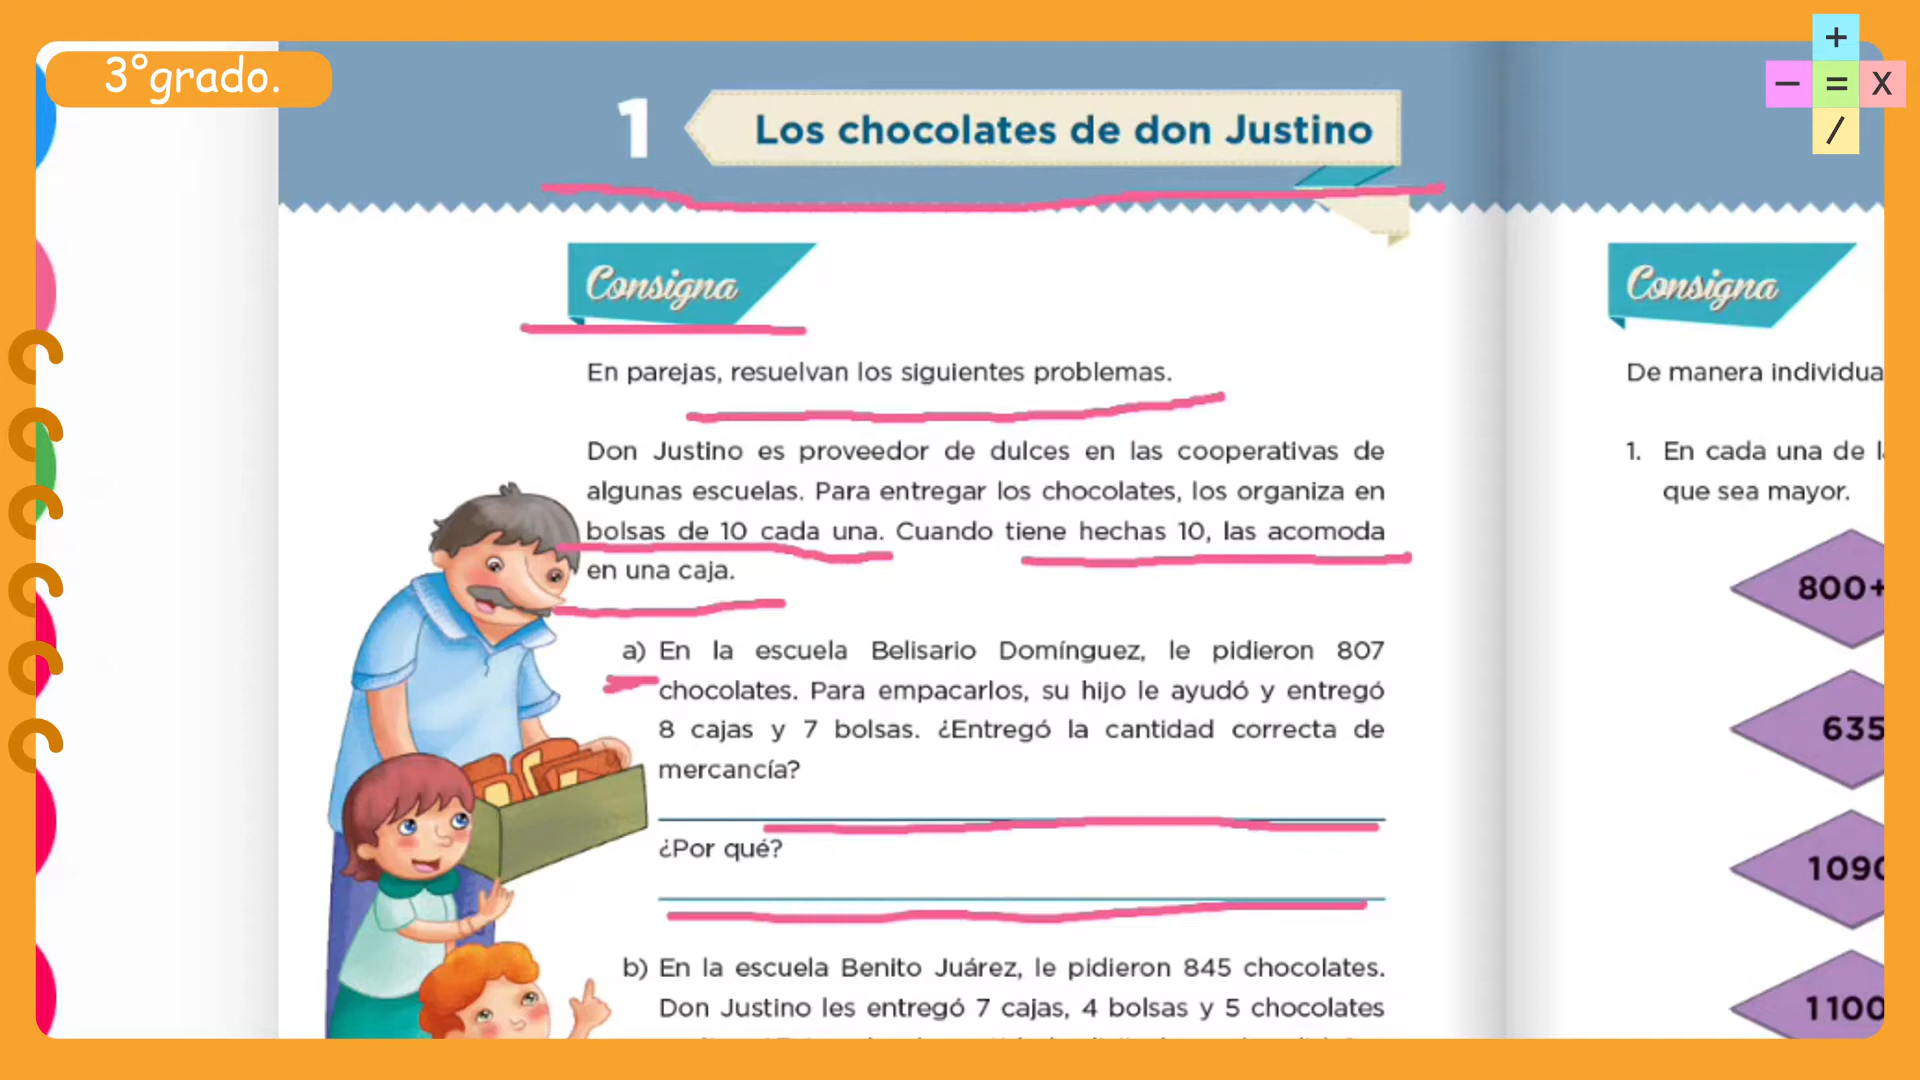 3°grado.
+
- = X
/
1 Los chocolates de don Justino
Consigna
En parejas, resuelvan los siguientes problemas.
Don Justino es proveedor de dulces en las cooperativas de
algunas escuelas. Para entregar los chocolates, los organiza en
bolsas de 10 cada una. Cuando tiene hechas 10, las acomoda
en una caja.
a) En la escuela Belisario Domínguez, le pidieron 807
chocolates. Para empacarlos, su hijo le ayudó y entregó
8 cajas y 7 bolsas. ¿Entregó la cantidad correcta de
mercancía?
¿Por qué?
b) En la escuela Benito Juárez, le pidieron 845 chocolates.
Don Justino les entregó 7 cajas, 4 bolsas y 5 chocolates
Consigna
De manera individua
1. En cada una de
que sea mayor.
800+
635
1090
1100